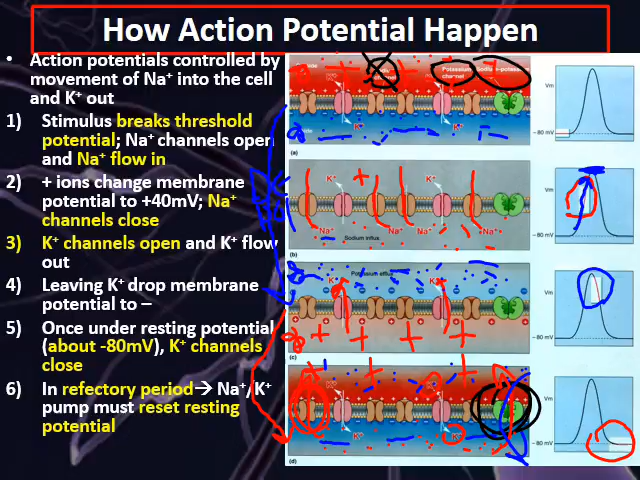 How Action Potential Happen
• Action potentials controlled by
movement of Na⁺ into the cell
and K⁺ out
1) Stimulus breaks threshold
potential; Na⁺ channels open
and Na⁺ flow in
2) + ions change membrane
potential to +40mV; Na⁺
channels close
3) K⁺ channels open and K⁺ flow
out
4) Leaving K⁺ drop membrane
potential to –
5) Once under resting potential
(about -80mV), K⁺ channels
close
6) In refectory period→ Na⁺/K⁺
pump must reset resting
potential
Potassium
channel
K⁺
K⁺
(a)
Vm
– 80 mV
K⁺
K⁺
Na⁺
Na⁺
Na⁺
Na⁺
Sodium influx
(b)
Vm
– 80 mV
Potassium efflux
K⁺
K⁺
(c)
Vm
– 80 mV
K⁺
K⁺
K⁺
(d)
Vm
– 80 mV